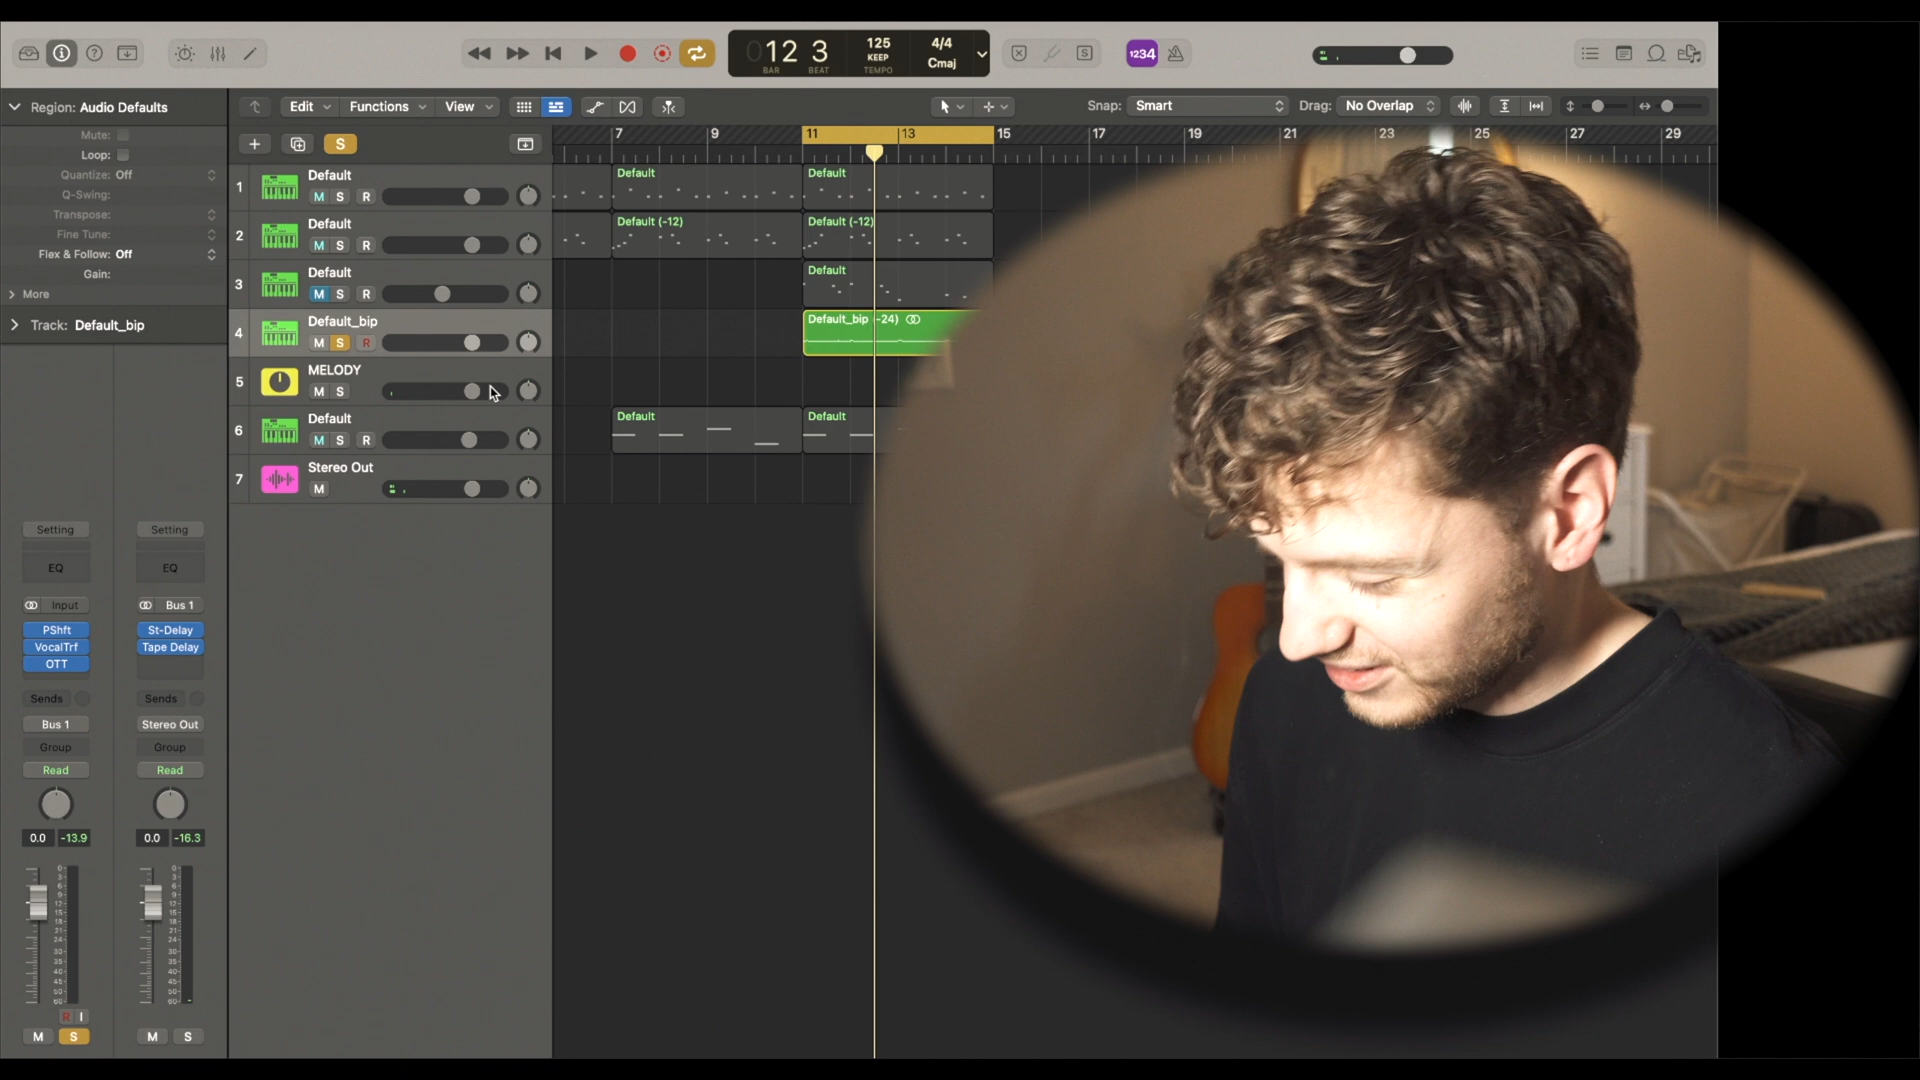 12 3
BAR BEAT
125
KEEP
TEMPO
4/4
Cmaj
S
1234
Region: Audio Defaults
Mute:
Loop:
Quantize: Off
Q-Swing:
Transpose:
Fine Tune:
Flex & Follow: Off
Gain:
More
Track: Default_bip
Edit Functions View
Snap: Smart
Drag: No Overlap
S
7 9 11 13 15 17 19 21 23 25 27 29
1 Default
M S R
Default Default
2 Default
M S R
Default (-12) Default (-12)
3 Default
M S R
Default
4 Default_bip
M S R
Default_bip -24)
5 MELODY
M S
6 Default
M S R
Default Default
7 Stereo Out
M
Setting Setting
EQ EQ
Input Bus 1
PShft St-Delay
VocalTrf Tape Delay
OTT
Sends Sends
Bus 1 Stereo Out
Group Group
Read Read
0.0 -13.9 0.0 -16.3
R I
M S M S